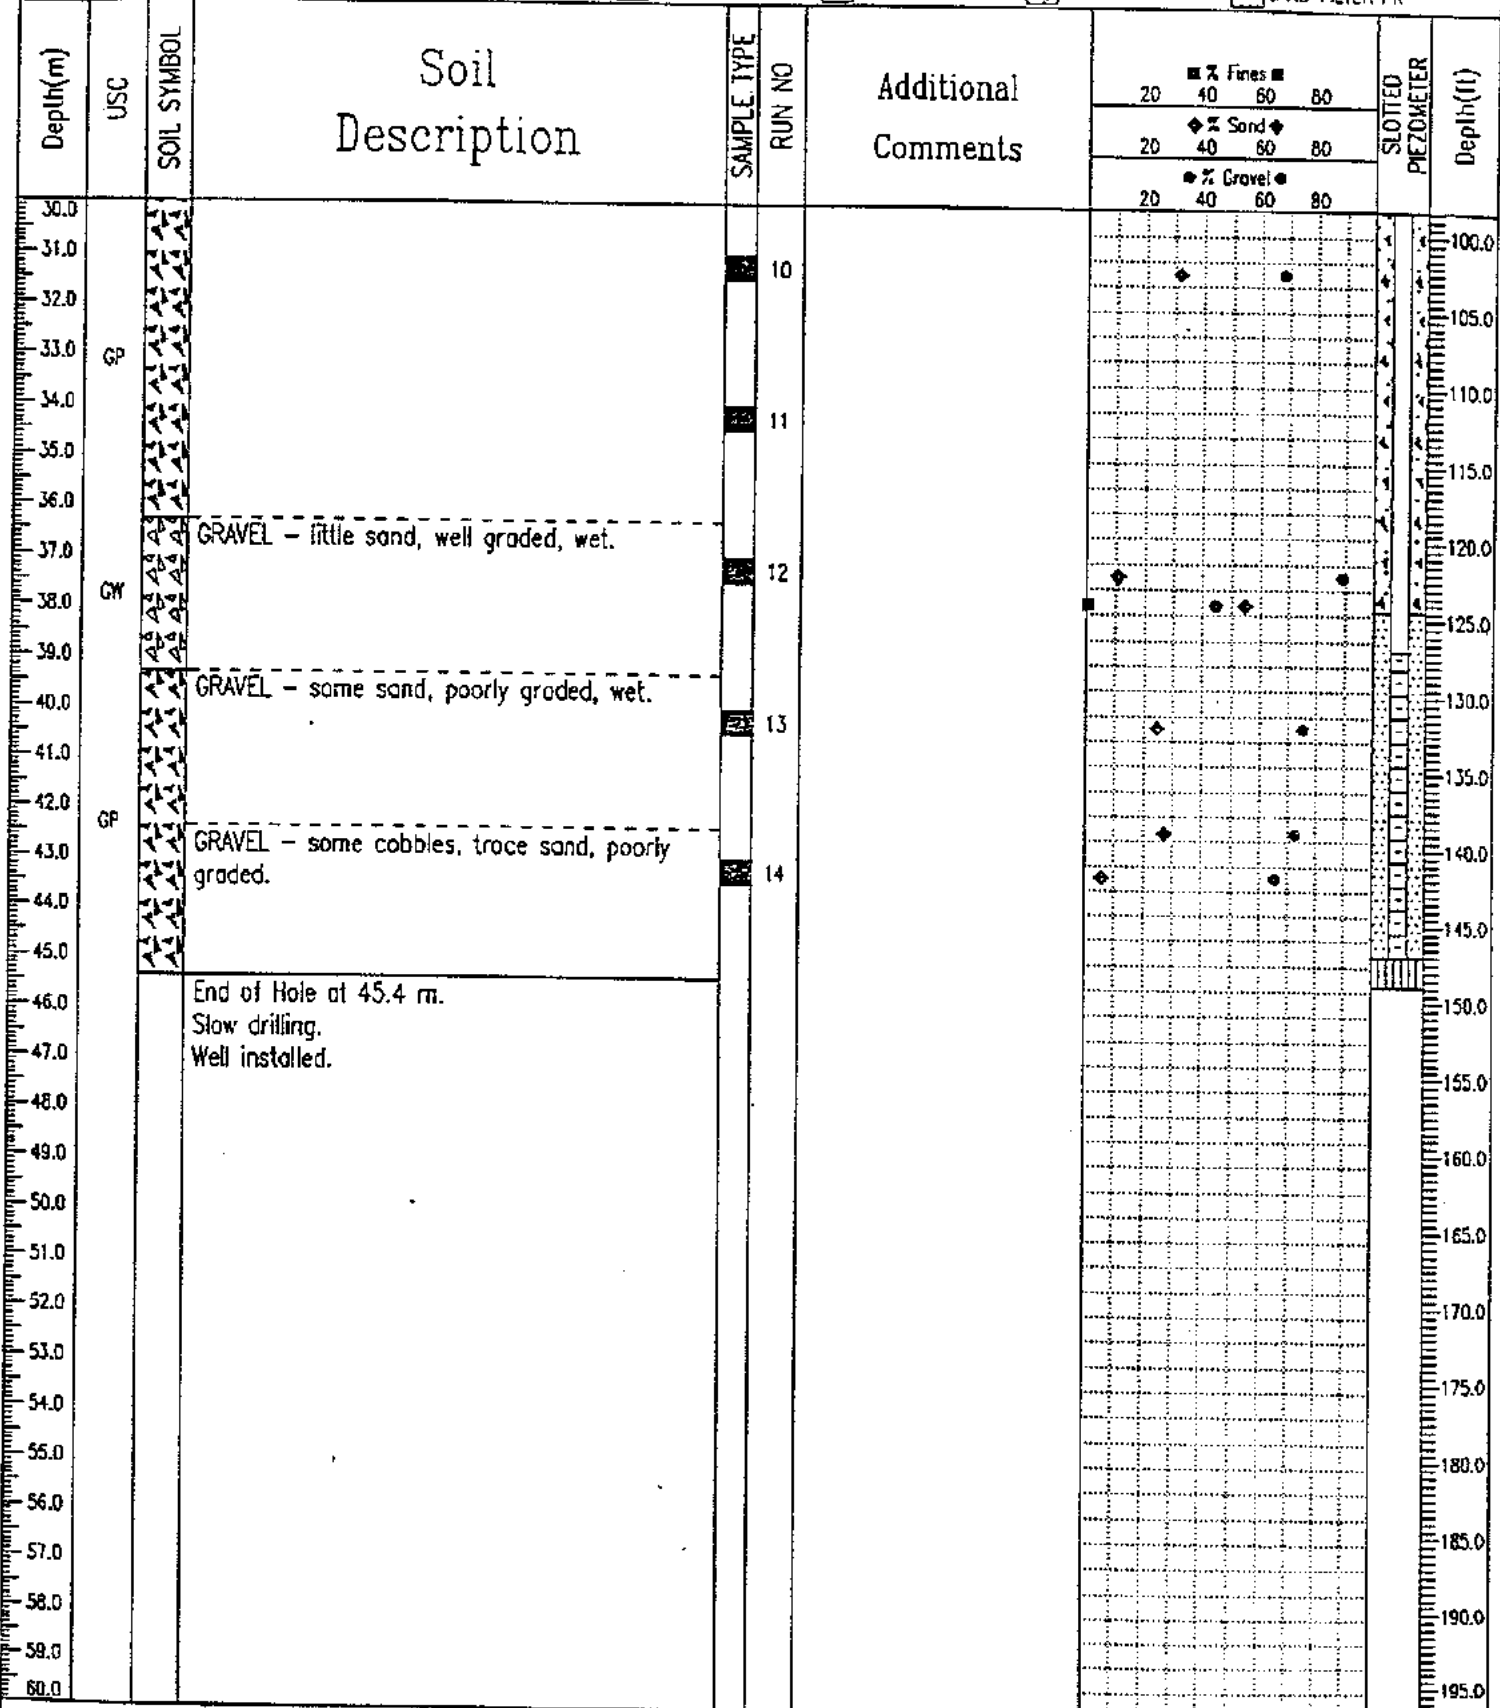 Depth(m)
USC
SOIL SYMBOL
Soil
Description
SAMPLE TYPE
RUN NO
Additional
Comments
■ % Fines ■
20 40 60 80
◆ % Sand ◆
20 40 60 80
● % Gravel ●
20 40 60 80
SLOTTED
PIEZOMETER
Depth(ft)
30.0
31.0 10 100.0
32.0
33.0 GP 105.0
34.0 11 110.0
35.0 115.0
36.0
GRAVEL – little sand, well graded, wet.
37.0 12 120.0
38.0 GW 125.0
39.0
GRAVEL – some sand, poorly graded, wet.
40.0 13 130.0
41.0 135.0
42.0 GP
GRAVEL – some cobbles, trace sand, poorly
graded.
43.0 14 140.0
44.0
45.0 145.0
End of Hole at 45.4 m.
Slow drilling.
Well installed.
46.0 150.0
47.0
48.0 155.0
49.0 160.0
50.0
51.0 165.0
52.0 170.0
53.0
54.0 175.0
55.0 180.0
56.0
57.0 185.0
58.0 190.0
59.0
60.0 195.0